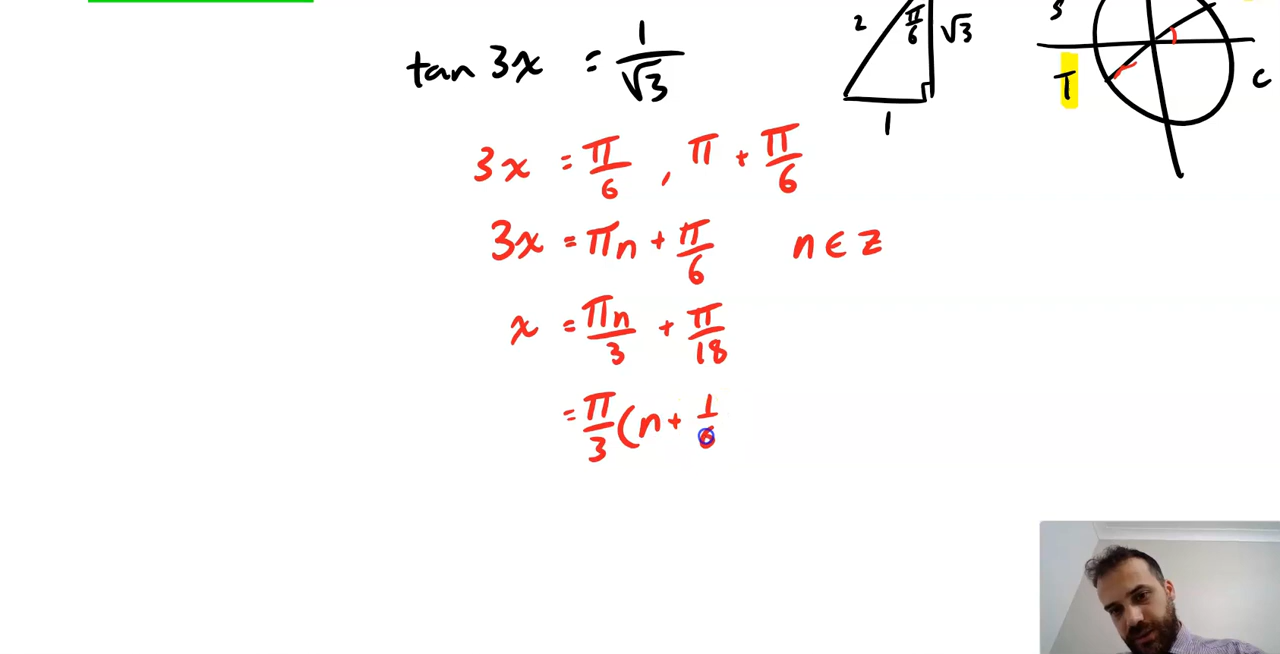 tan 3x = 1/√3
2 π/6 √3
1
S
T C
3x = π/6 , π + π/6
3x = πn + π/6 n ∈ Z
x = πn/3 + π/18
= π/3 (n + 1/6